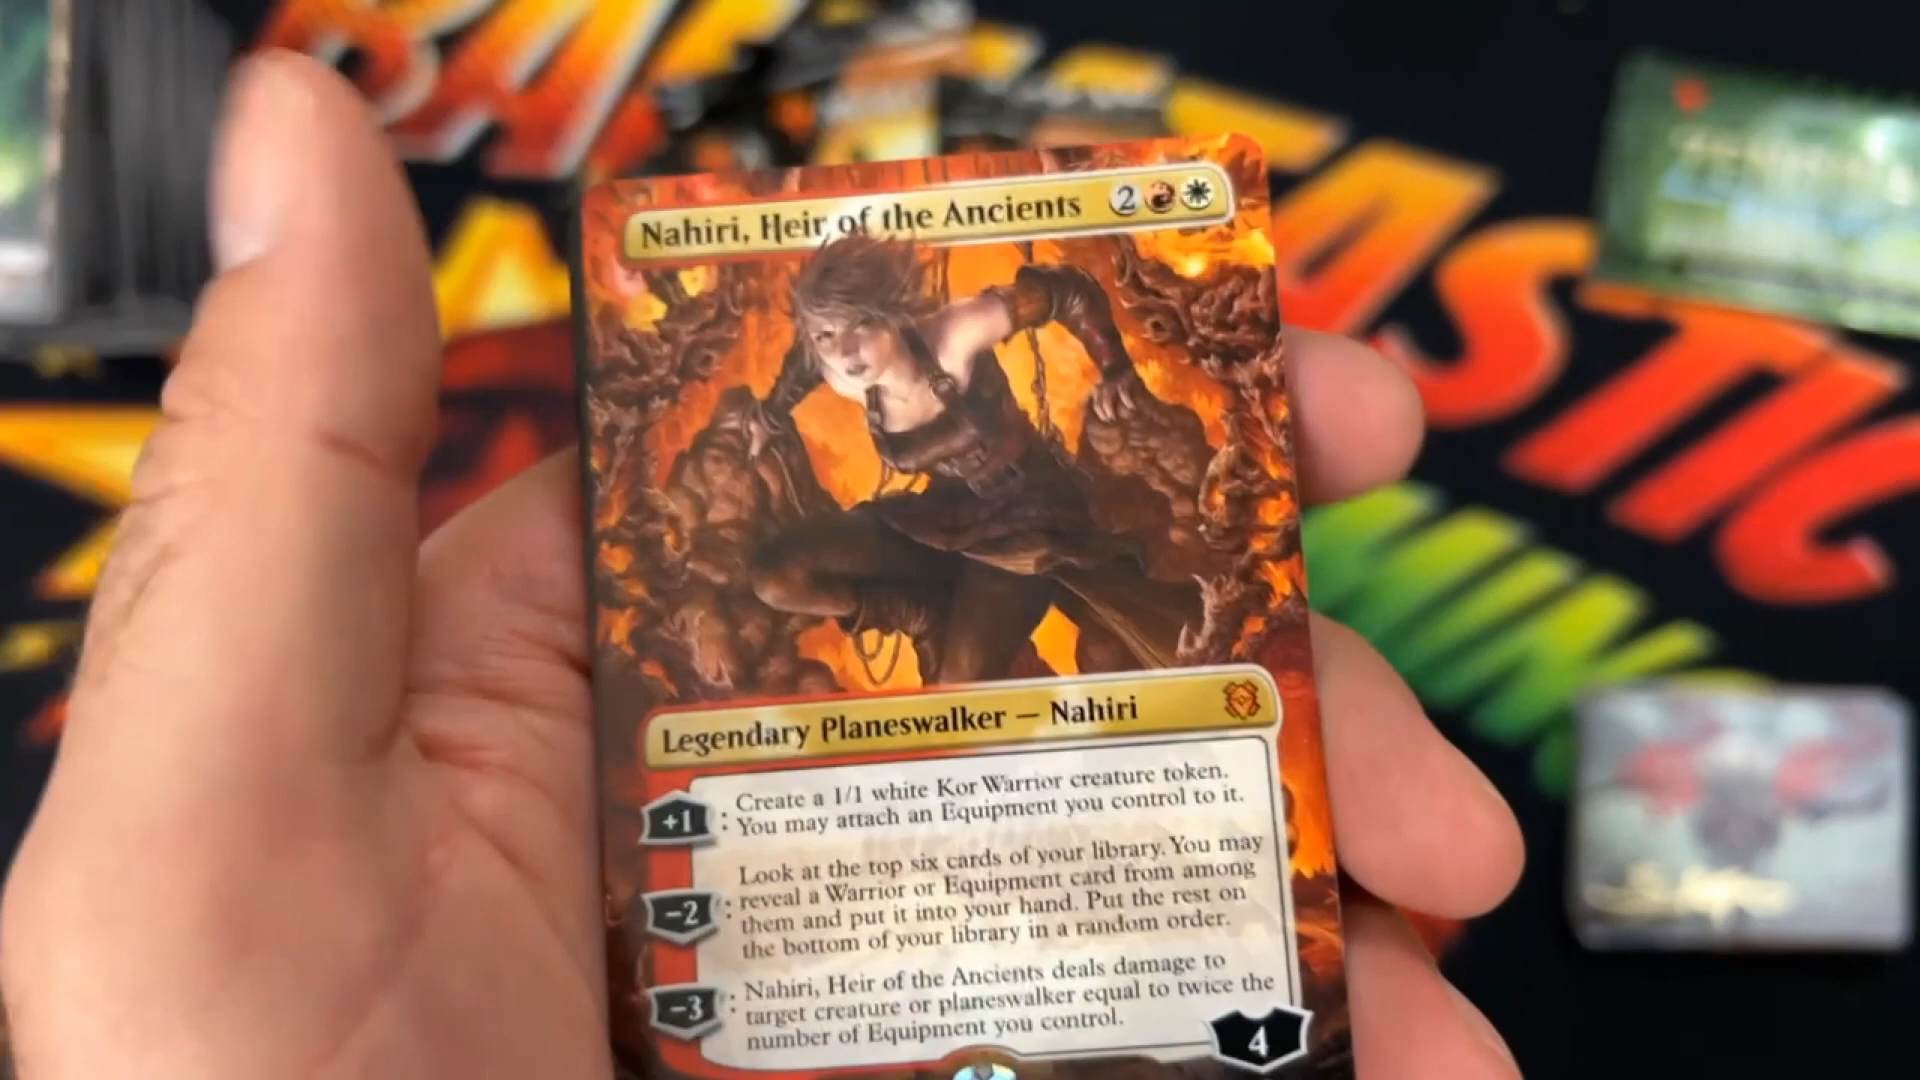 Nahiri, Heir of the Ancients 2
Legendary Planeswalker — Nahiri
+1 : Create a 1/1 white Kor Warrior creature token.
You may attach an Equipment you control to it.
Look at the top six cards of your library. You may
−2 : reveal a Warrior or Equipment card from among
them and put it into your hand. Put the rest on
the bottom of your library in a random order.
−3 : Nahiri, Heir of the Ancients deals damage to
target creature or planeswalker equal to twice the
number of Equipment you control.
4